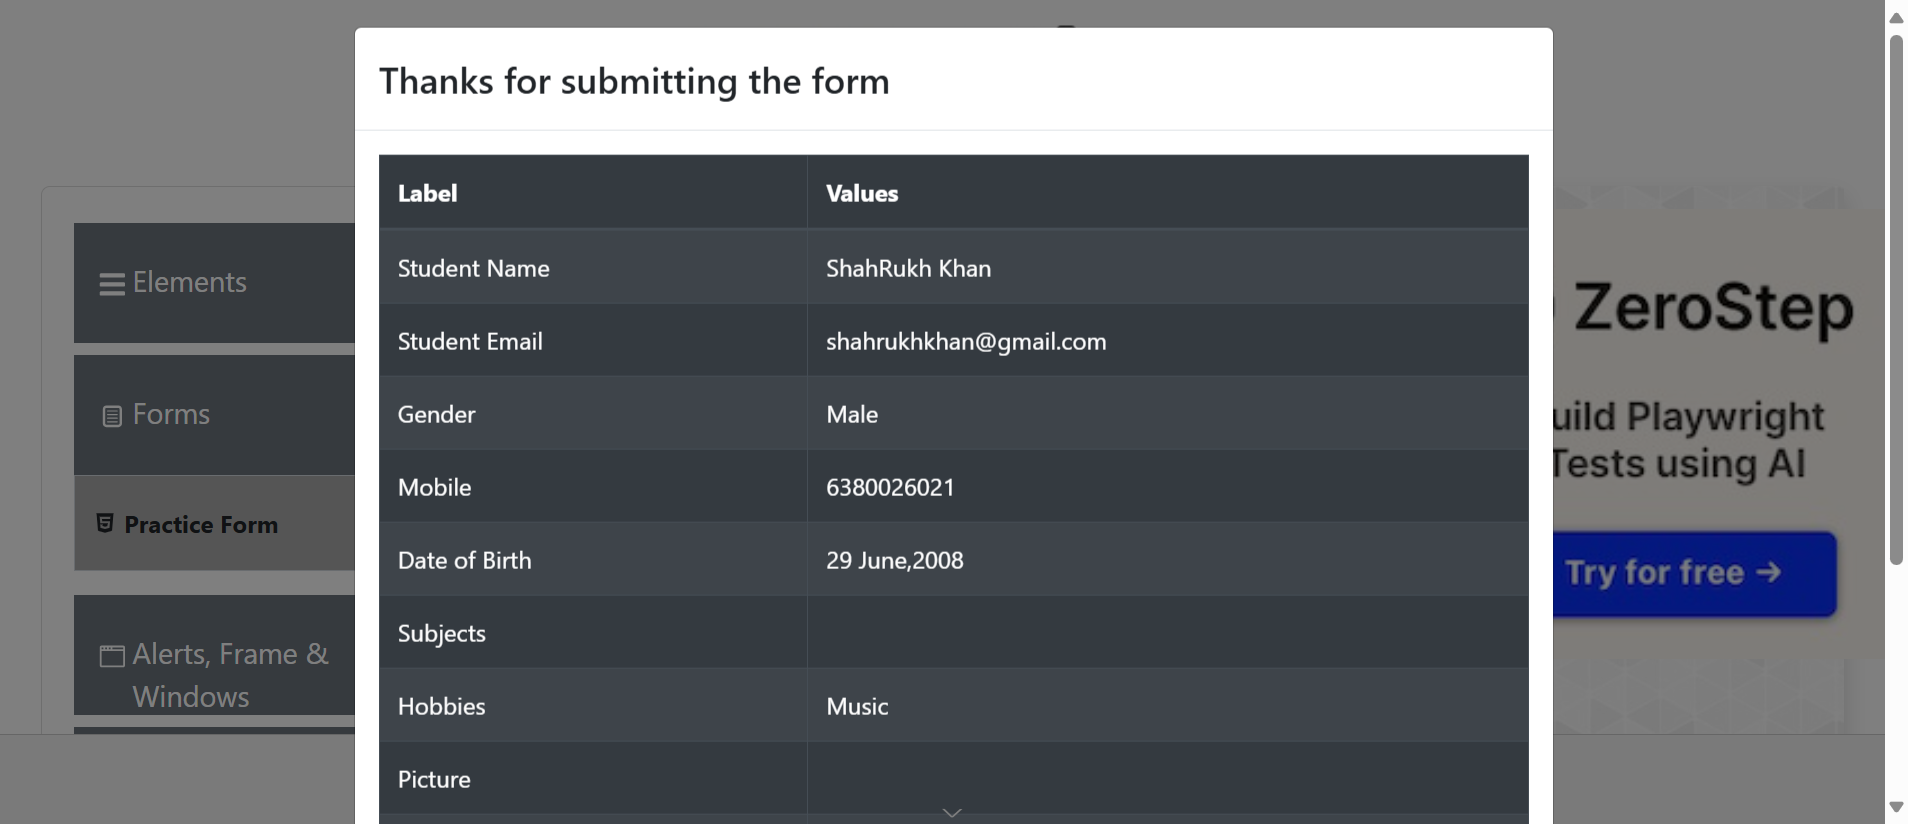 Thanks for submitting the form
Label Values
Student Name ShahRukh Khan
Student Email shahrukhkhan@gmail.com
Gender Male
Mobile 6380026021
Date of Birth 29 June,2008
Subjects
Hobbies Music
Picture
Elements
Forms
Practice Form
Alerts, Frame &
Windows
ZeroStep
uild Playwright
Tests using AI
Try for free →